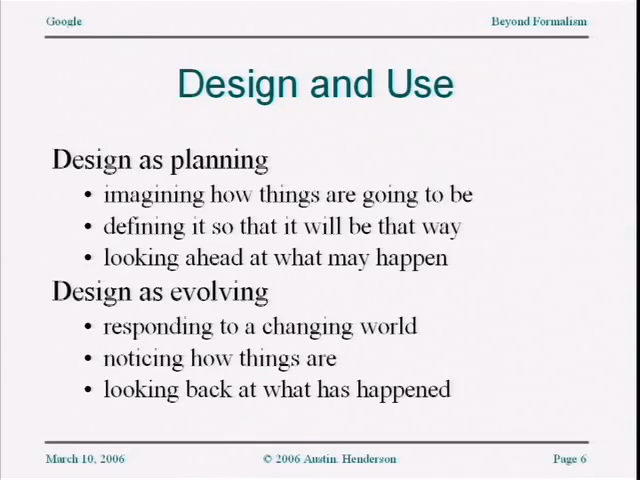 Google
Beyond Formalism
Design and Use
Design as planning
• imagining how things are going to be
• defining it so that it will be that way
• looking ahead at what may happen
Design as evolving
• responding to a changing world
• noticing how things are
• looking back at what has happened
March 10, 2006
© 2006 Austin. Henderson
Page 6